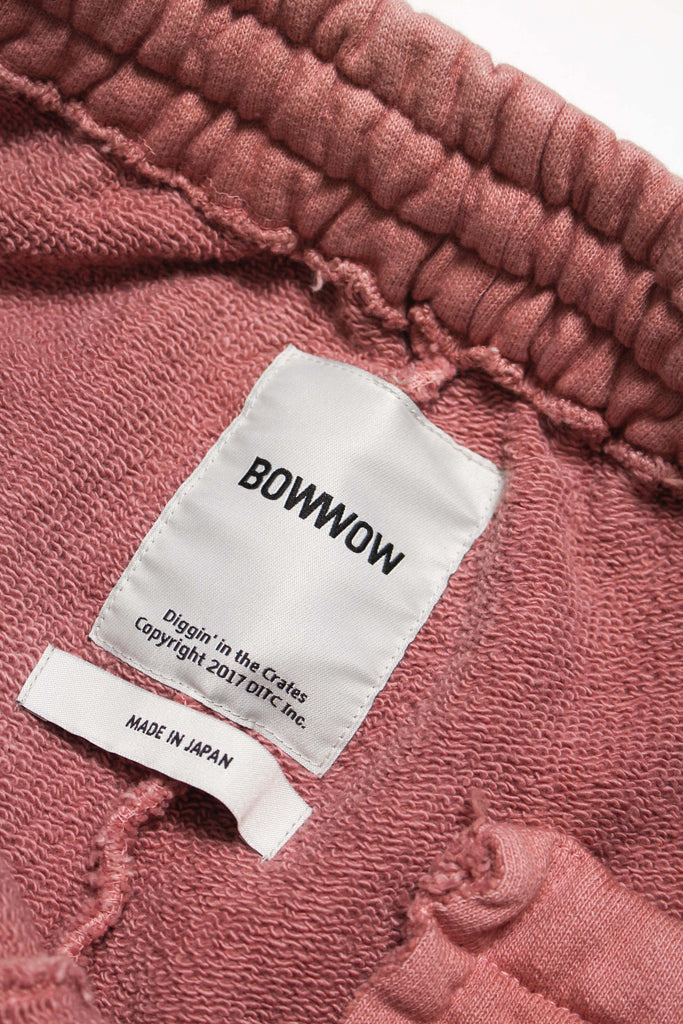 BOWWOW
Diggin' in the Crates
Copyright 2017 DITC Inc.
MADE IN JAPAN